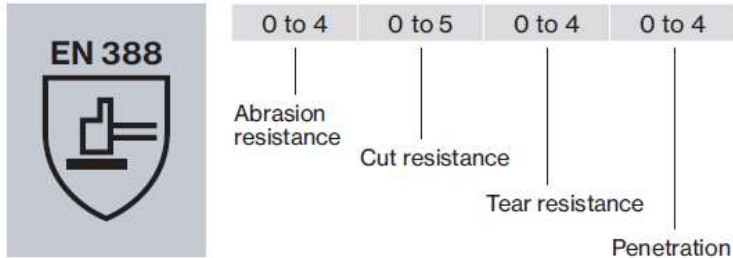 EN 388
0 to 4 0 to 5 0 to 4 0 to 4
Abrasion
resistance
Cut resistance
Tear resistance
Penetration